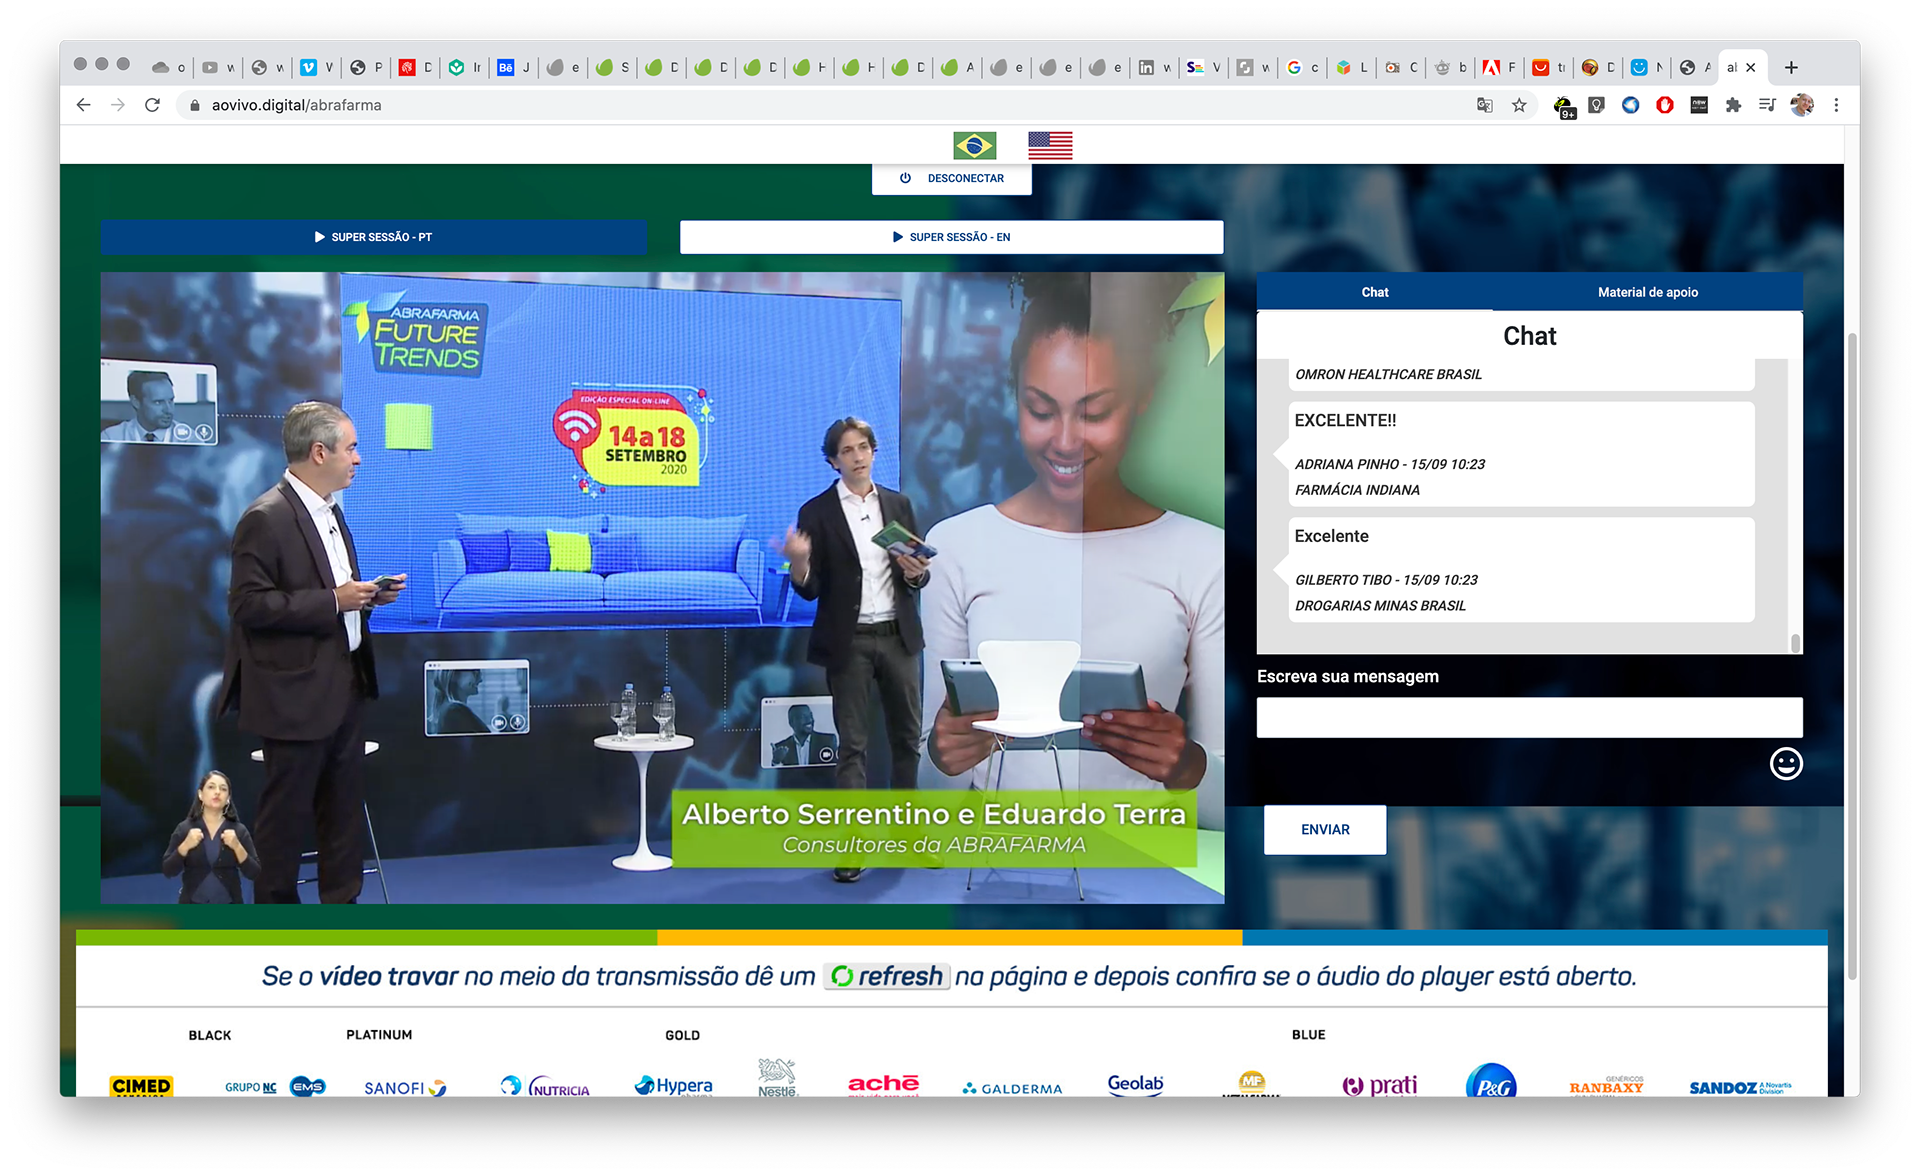 aovivo.digital/abrafarma
9+
DESCONECTAR
SUPER SESSÃO - PT
SUPER SESSÃO - EN
ABRAFARMA
FUTURE
TRENDS
EDIÇÃO ESPECIAL ON-LINE
14 a 18
SETEMBRO
2020
Alberto Serrentino e Eduardo Terra
Consultores da ABRAFARMA
Chat
Material de apoio
Chat
OMRON HEALTHCARE BRASIL
EXCELENTE!!
ADRIANA PINHO - 15/09 10:23
FARMÁCIA INDIANA
Excelente
GILBERTO TIBO - 15/09 10:23
DROGARIAS MINAS BRASIL
Escreva sua mensagem
ENVIAR
Se o vídeo travar no meio da transmissão dê um refresh na página e depois confira se o áudio do player está aberto.
BLACK PLATINUM GOLD BLUE
CIMED GRUPO NC EMS SANOFI NUTRICIA Hypera Nestlé aché GALDERMA Geolab MF prati P&G GENÉRICOS RANBAXY SANDOZ A Novartis Division